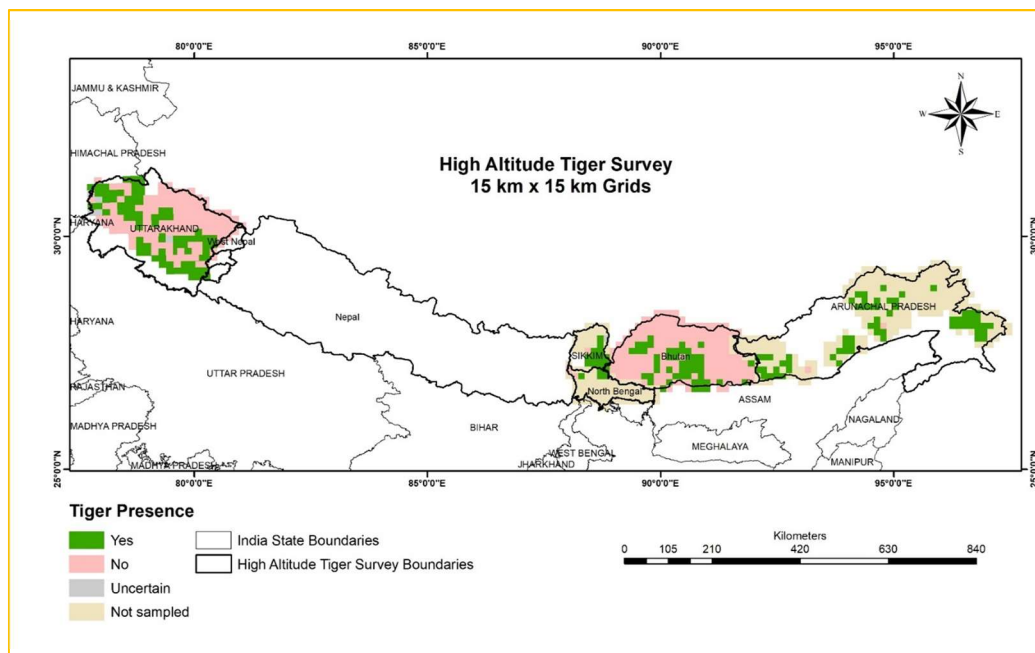 80°0'0"E 85°0'0"E 90°0'0"E 95°0'0"E
JAMMU & KASHMIR
N
W E
S
HIMACHAL PRADESH
High Altitude Tiger Survey
15 km x 15 km Grids
30°0'0"N HARYANA UTTARAKHAND 30°0'0"N
West Nepal
ARUNACHAL PRADESH
Nepal
HARYANA
SIKKIM Bhutan
UTTAR PRADESH
RAJASTHAN
North Bengal
ASSAM
NAGALAND
MADHYA PRADESH BIHAR
MEGHALAYA
WEST BENGAL
MADHYA PRADESH JHARKHAND MANIPUR
25°0'0"N 25°0'0"N
80°0'0"E 85°0'0"E 90°0'0"E 95°0'0"E
Tiger Presence
Yes India State Boundaries
No High Altitude Tiger Survey Boundaries
Uncertain
Not sampled
Kilometers
0 105 210 420 630 840